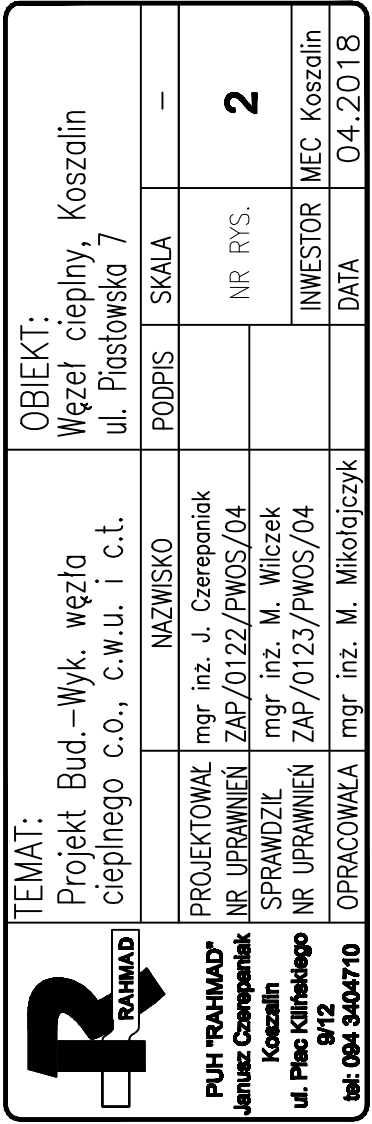 RAHMAD
PUH "RAHMAD"
Janusz Czerepaniak
Koszalin
ul. Plac Kilińskiego
9/12
tel: 094 3404710
TEMAT:
Projekt Bud.-Wyk. węzła
cieplnego c.o., c.w.u. i c.t.
OBIEKT:
Węzeł cieplny, Koszalin
ul. Piastowska 7
NAZWISKO PODPIS SKALA –
PROJEKTOWAŁ mgr inż. J. Czerepaniak
NR UPRAWNIEŃ ZAP/0122/PWOS/04
NR RYS. 2
SPRAWDZIŁ mgr inż. M. Wilczek
NR UPRAWNIEŃ ZAP/0123/PWOS/04 INWESTOR MEC Koszalin
OPRACOWAŁA mgr inż. M. Mikołajczyk DATA 04.2018